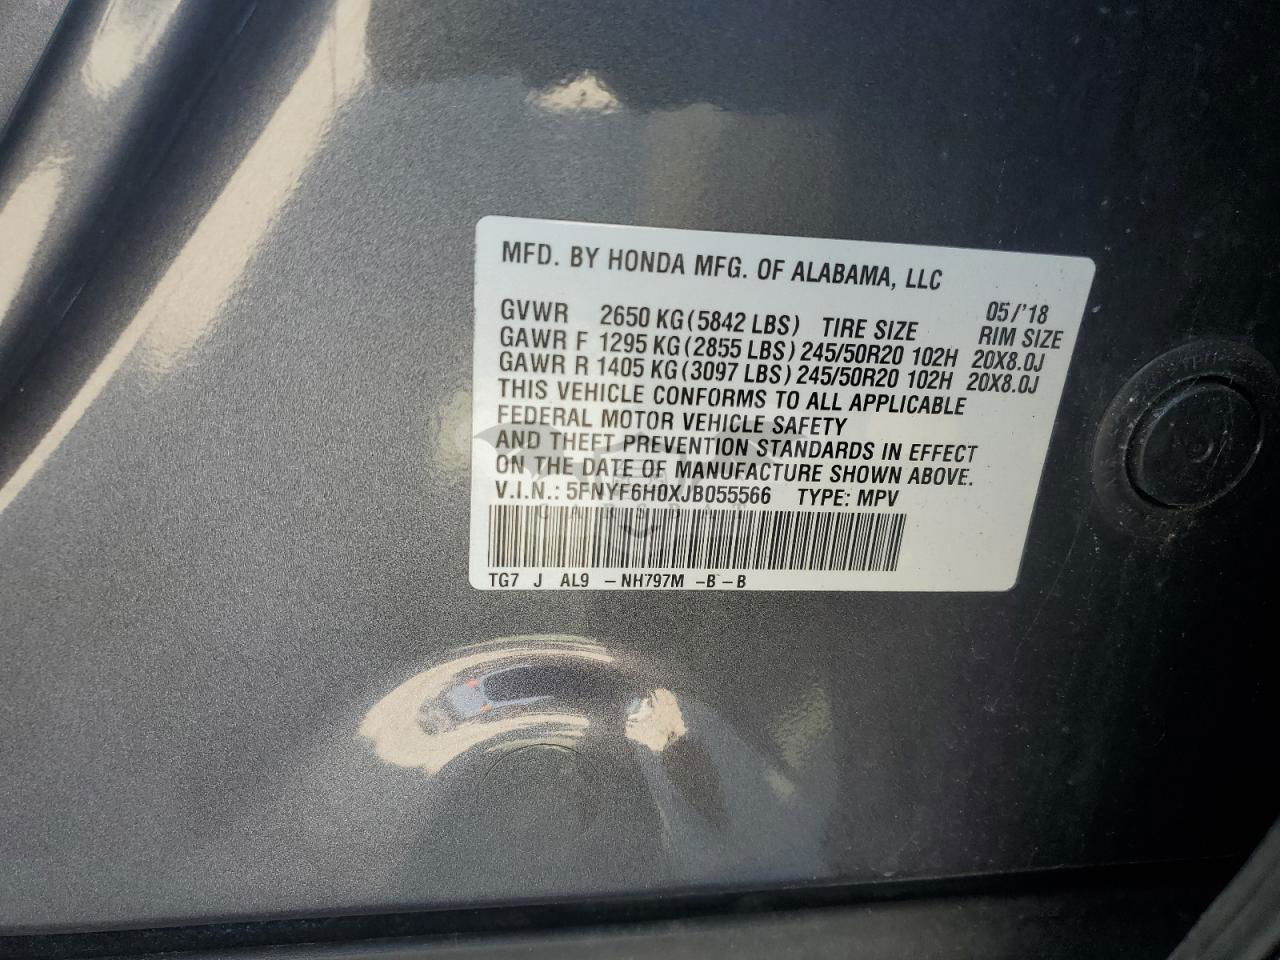 MFD. BY HONDA MFG. OF ALABAMA, LLC
05/'18
GVWR 2650 KG (5842 LBS) TIRE SIZE RIM SIZE
GAWR F 1295 KG (2855 LBS) 245/50R20 102H 20X8.0J
GAWR R 1405 KG (3097 LBS) 245/50R20 102H 20X8.0J
THIS VEHICLE CONFORMS TO ALL APPLICABLE
FEDERAL MOTOR VEHICLE SAFETY
AND THEFT PREVENTION STANDARDS IN EFFECT
ON THE DATE OF MANUFACTURE SHOWN ABOVE.
V.I.N.: 5FNYF6H0XJB055566 TYPE: MPV
TG7 J AL9 -NH797M -B -B